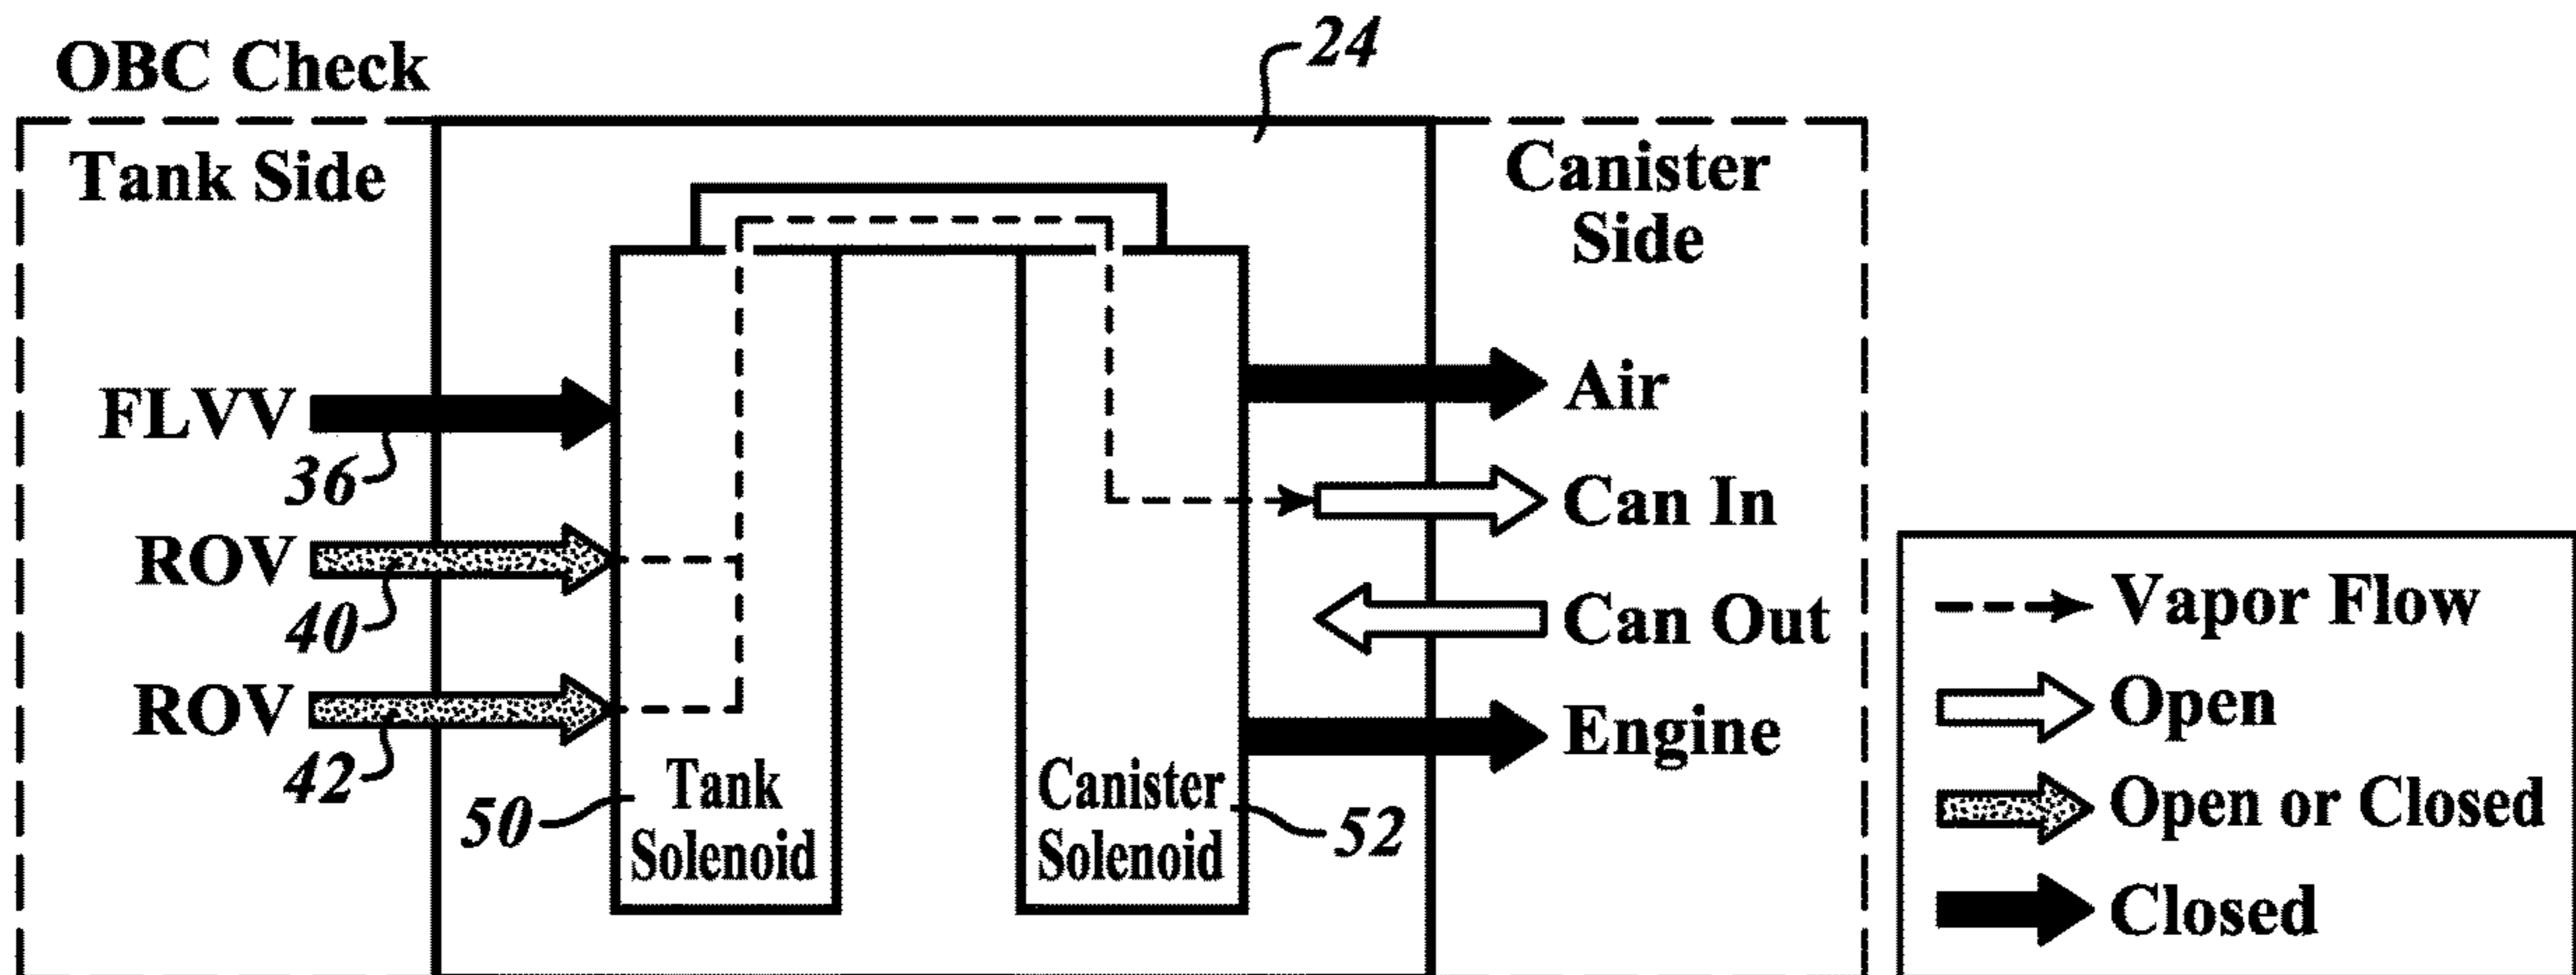 24
OBC Check
Tank Side
Canister
Side
FLVV
36
ROV
40
ROV
42
50
Tank
Solenoid
Canister
Solenoid
52
Air
Can In
Can Out
Engine
Vapor Flow
Open
Open or Closed
Closed